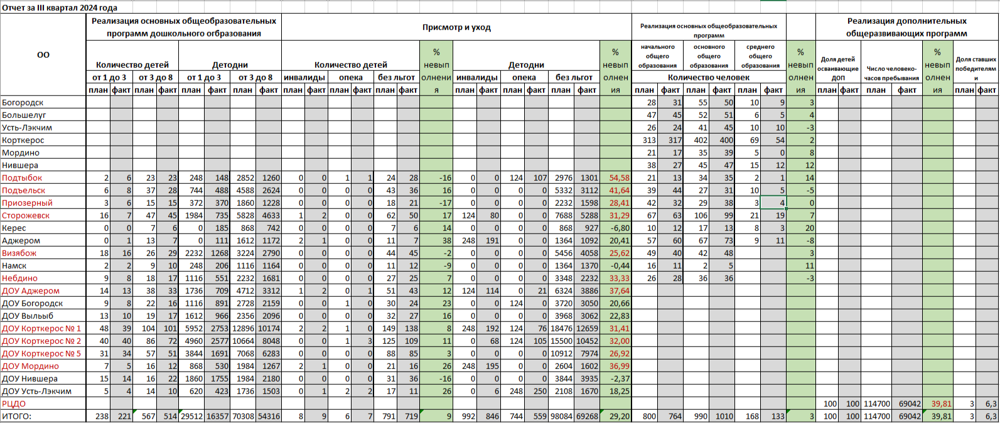 Отчет за III квартал 2024 года
ОО
Реализация основных общеобразовательных программ дошкольного огбразования
Присмотр и уход
Реализация основных общеобразовательных программ
Реализация дополнительных общеразвивающих программ
Количество детей Детодни Количество детей % невыполнения Детодни % невыполнения начального общего образования основного общего образования среднего общего образования % невыполнения Доля детей осваивающие ДОП Число человеко-часов пребывания % невыполнения Доля ставших победителями
от 1 до 3 от 3 до 8 от 1 до 3 от 3 до 8 инвалиды опека без льгот инвалиды опека без льгот Количество человек
план факт план факт план факт план факт план факт план факт план факт план факт план факт план факт план факт план факт план факт план факт план факт план факт
Богородск 28 31 55 50 10 9 3
Большелуг 47 45 52 51 6 5 4
Усть-Лэкчим 26 24 41 45 10 10 -3
Корткерос 313 317 402 400 69 54 2
Мордино 21 17 35 39 5 0 8
Нившера 38 27 45 47 15 12 12
Подтыбок 2 6 23 23 248 148 2852 1260 0 0 1 1 24 28 -16 0 0 124 107 2976 1301 54,58 21 13 34 35 2 1 14
Подъельск 6 8 37 28 744 488 4588 2624 0 0 0 0 43 36 16 0 0 0 0 5332 3112 41,64 39 44 27 31 10 5 -5
Приозерный 3 6 15 15 372 370 1860 1228 0 0 0 0 18 21 -17 0 0 0 0 2232 1598 28,41 42 32 29 38 3 4 0
Сторожевск 16 7 47 45 1984 735 5828 4633 1 2 0 0 62 50 17 124 80 0 0 7688 5288 31,29 67 63 106 99 21 19 7
Керес 0 0 7 6 0 185 868 742 0 0 0 0 7 6 14 0 0 0 0 868 927 -6,80 10 12 17 13 8 3 20
Аджером 0 1 13 7 0 111 1612 1172 2 1 0 0 11 7 38 248 191 0 0 1364 1092 20,41 57 60 67 73 9 11 -8
Визябож 18 16 26 29 2232 1268 3224 2790 0 0 0 0 44 45 -2 0 0 0 0 5456 4058 25,62 49 40 42 48 3
Намск 2 2 9 10 248 206 1116 1164 0 0 0 0 11 12 -9 0 0 0 0 1364 1370 -0,44 16 11 2 5 11
Небдино 9 8 18 17 1116 551 2232 1681 0 0 0 0 27 25 7 0 0 0 0 3348 2232 33,33 26 28 36 36 -3
ДОУ Аджером 14 13 38 33 1736 709 4712 3312 1 2 0 1 51 43 12 124 114 0 21 6324 3886 37,64
ДОУ Богородск 9 8 22 16 1116 891 2728 2159 0 0 1 0 30 24 23 0 0 124 0 3720 3050 20,66
ДОУ Выльыб 13 10 19 17 1612 966 2356 2096 0 0 0 0 32 27 16 0 0 0 0 3968 3062 22,83
ДОУ Корткерос № 1 48 39 104 101 5952 2753 12896 10174 2 2 1 0 149 138 8 248 192 124 76 18476 12659 31,41
ДОУ Корткерос № 2 40 40 86 72 4960 2577 10664 8048 0 0 1 3 125 109 11 0 68 124 105 15500 10452 32,00
ДОУ Корткерос № 5 31 34 57 51 3844 1691 7068 6283 0 0 0 0 88 85 3 0 0 0 0 10912 7974 26,92
ДОУ Мордино 7 5 16 12 868 530 1984 1267 2 1 0 0 21 16 26 248 195 0 0 2604 1602 36,99
ДОУ Нившера 15 14 16 22 1860 1755 1984 2180 0 0 0 0 31 36 -16 0 0 0 0 3844 3935 -2,37
ДОУ Усть-Лэкчим 5 4 14 10 620 423 1736 1503 0 1 2 2 17 11 26 0 6 248 250 2108 1670 18,25
РЦДО 100 100 114700 69042 39,81 3 6,3
ИТОГО: 238 221 567 514 29512 16357 70308 54316 8 9 6 7 791 719 9 992 846 744 559 98084 69268 29,20 800 764 990 1010 168 133 3 100 100 114700 69042 39,81 3 6,3